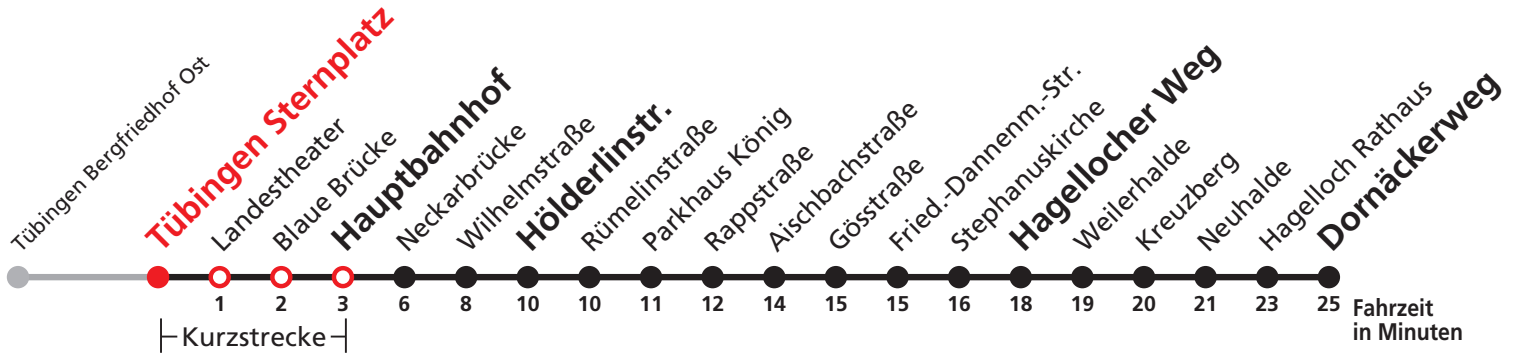 Tübingen Bergfriedhof Ost
Tübingen Sternplatz
Landestheater
Blaue Brücke
Hauptbahnhof
Neckarbrücke
Wilhelmstraße
Hölderlinstr.
Rümelinstraße
Parkhaus König
Rappstraße
Aischbachstraße
Gösstraße
Fried.-Dannenm.-Str.
Stephanuskirche
Hagellocher Weg
Weilerhalde
Kreuzberg
Neuhalde
Hagelloch Rathaus
Dornäckerweg
1 2 3 6 8 10 10 11 12 14 15 15 16 18 19 20 21 23 25
Fahrzeit
in Minuten
Kurzstrecke